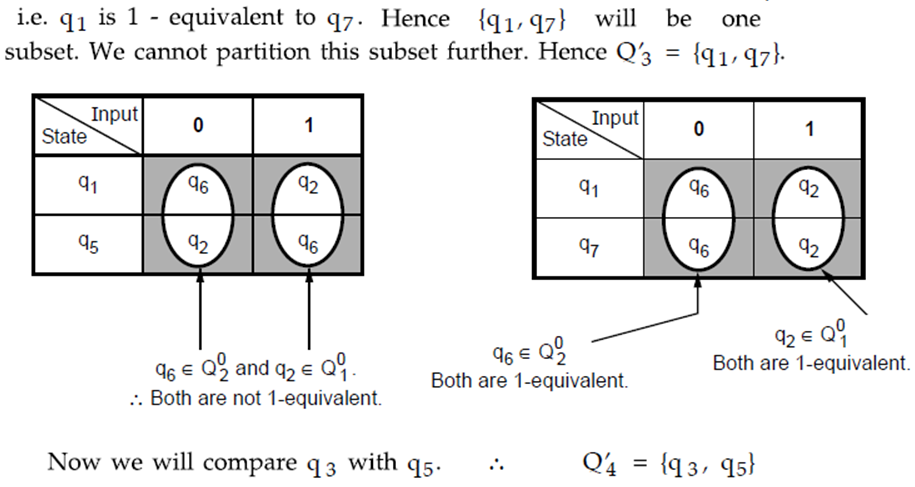 i.e. q₁ is 1 - equivalent to q₇. Hence {q₁, q₇} will be one
subset. We cannot partition this subset further. Hence Q′₃ = {q₁, q₇}.
Input
State
0
1
q₁
q₆
q₂
q₅
q₂
q₆
q₆ ∈ Q⁰₂ and q₂ ∈ Q⁰₁.
∴ Both are not 1-equivalent.
Input
State
0
1
q₁
q₆
q₂
q₇
q₆
q₂
q₆ ∈ Q⁰₂
Both are 1-equivalent.
q₂ ∈ Q⁰₁
Both are 1-equivalent.
Now we will compare q₃ with q₅. ∴ Q′₄ = {q₃, q₅}